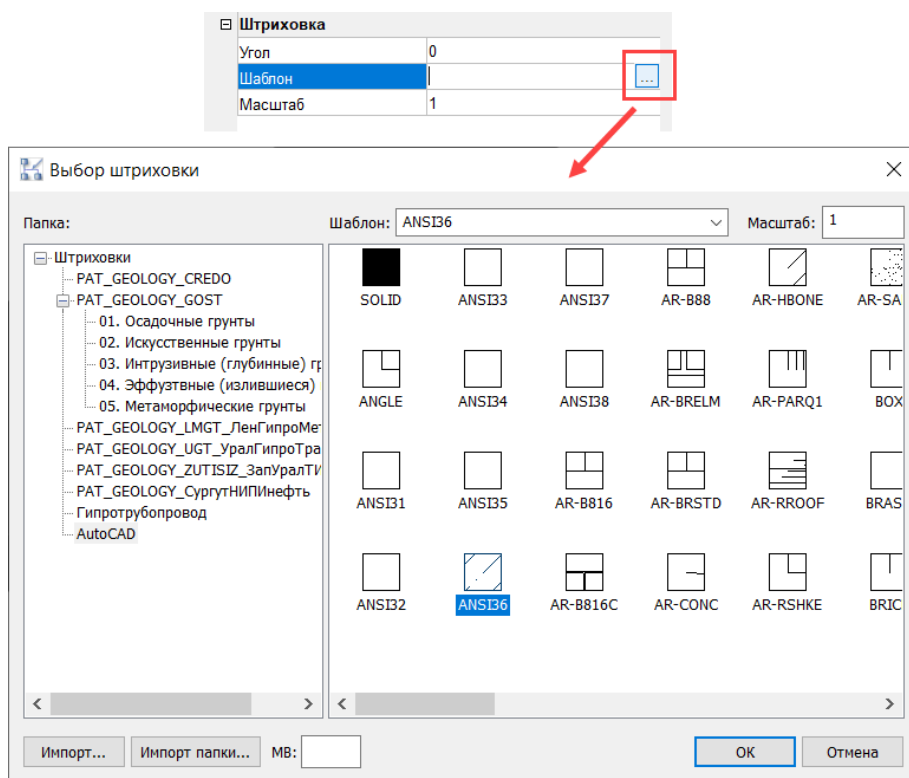 Штриховка
Угол 0
Шаблон ...
Масштаб 1
Выбор штриховки
Папка: Шаблон: ANSI36 Масштаб: 1
Штриховки
PAT_GEOLOGY_CREDO
PAT_GEOLOGY_GOST
01. Осадочные грунты
02. Искусственные грунты
03. Интрузивные (глубинные) гр
04. Эффузтвные (излившиеся)
05. Метаморфические грунты
PAT_GEOLOGY_LMGT_ЛенГипроМет
PAT_GEOLOGY_UGT_УралГипроТра
PAT_GEOLOGY_ZUTISIZ_ЗапУралТИ
PAT_GEOLOGY_СургутНИПИнефть
Гипротрубопровод
AutoCAD
SOLID ANSI33 ANSI37 AR-B88 AR-HBONE AR-SA
ANGLE ANSI34 ANSI38 AR-BRELM AR-PARQ1 BOX
ANSI31 ANSI35 AR-B816 AR-BRSTD AR-RROOF BRAS
ANSI32 ANSI36 AR-B816C AR-CONC AR-RSHKE BRIC
Импорт... Импорт папки... МВ: ОК Отмена